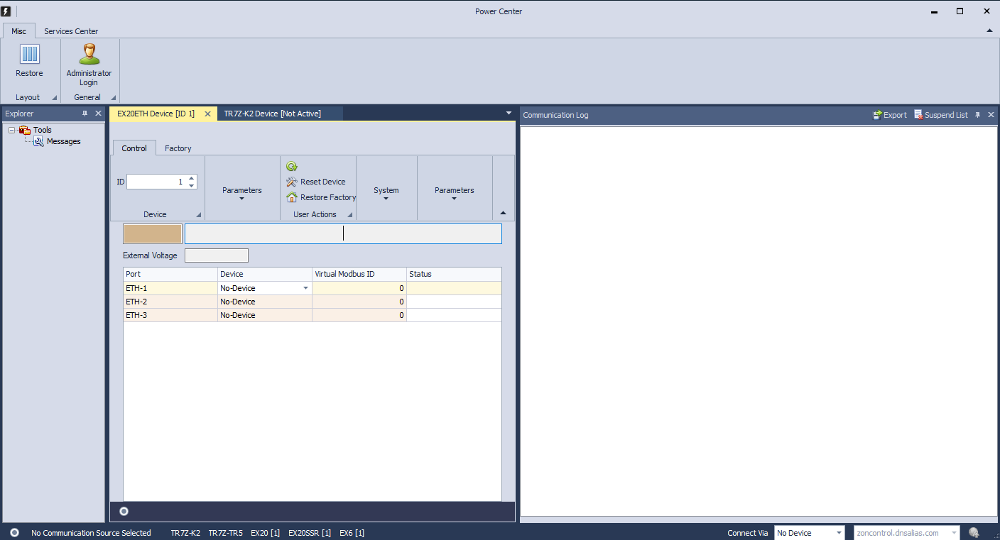 Power Center
Misc
Services Center
Restore
Administrator
Login
Layout
General
Explorer
Tools
Messages
EX20ETH Device [ID 1]
TR7Z-K2 Device [Not Active]
Control
Factory
ID
1
Device
Parameters
Reset Device
Restore Factory
User Actions
System
Parameters
External Voltage
Port Device Virtual Modbus ID Status
ETH-1 No-Device 0
ETH-2 No-Device 0
ETH-3 No-Device 0
Communication Log
Export
Suspend List
No Communication Source Selected
TR7Z-K2 TR7Z-TR5 EX20 [1] EX20SSR [1] EX6 [1]
Connect Via
No Device
zoncontrol.dnsalias.com